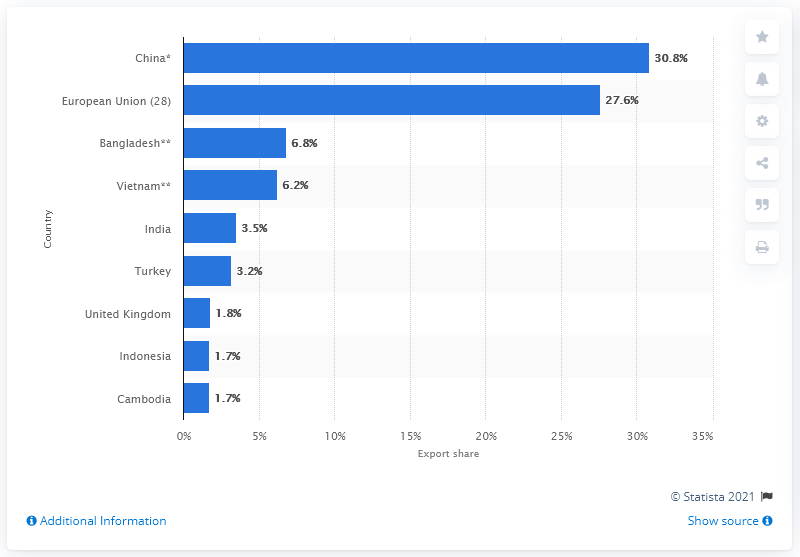 China* 30.8%
European Union (28) 27.6%
Bangladesh** 6.8%
Vietnam** 6.2%
India 3.5%
Turkey 3.2%
United Kingdom 1.8%
Indonesia 1.7%
Cambodia 1.7%
Country
0% 5% 10% 15% 20% 25% 30% 35%
Export share
© Statista 2021
Additional Information Show source